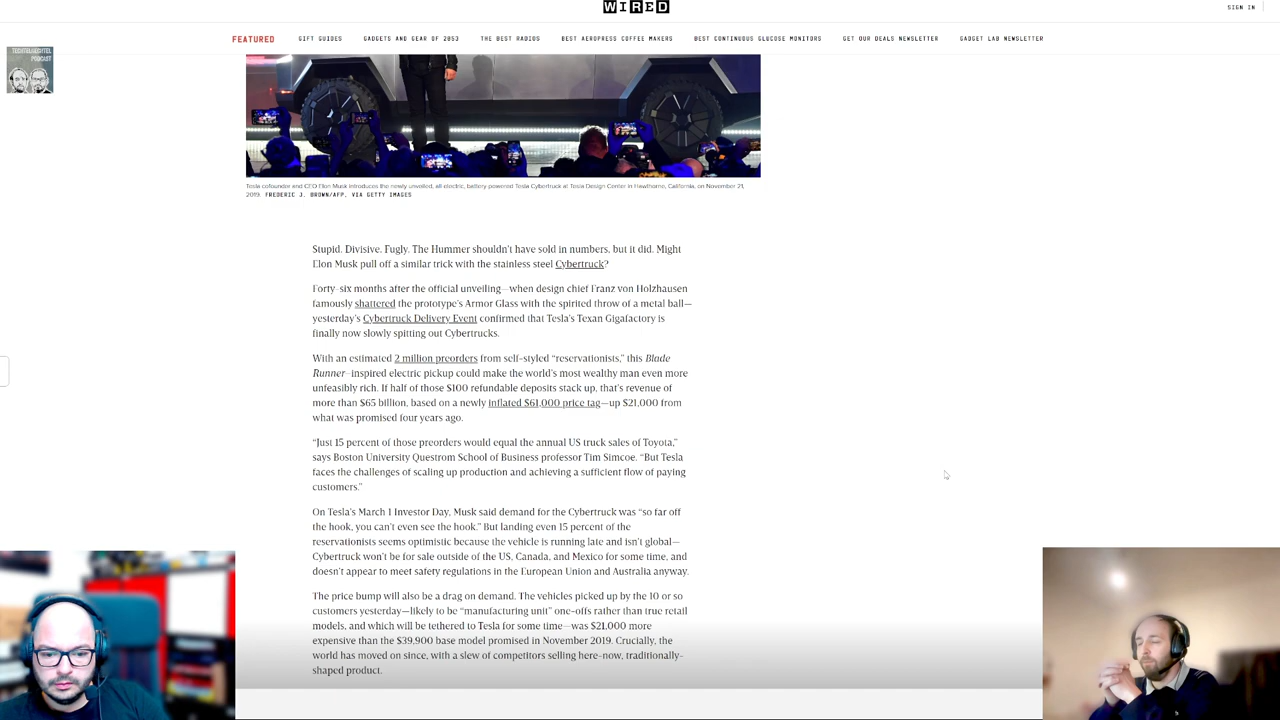 WIRED
SIGN IN
FEATURED GIFT GUIDES GADGETS AND GEAR OF 2053 THE BEST RADIOS BEST AEROPRESS COFFEE MAKERS BEST CONTINUOUS GLUCOSE MONITORS GET OUR DEALS NEWSLETTER GADGET LAB NEWSLETTER
PODCAST
Tesla cofounder and CEO Elon Musk introduces the newly unveiled, all electric, battery powered Tesla Cybertruck at Tesla Design Center in Hawthorne, California, on November 21,
2019. FREDERIC J. BROWN/AFP, VIA GETTY IMAGES
Stupid. Divisive. Fugly. The Hummer shouldn't have sold in numbers, but it did. Might
Elon Musk pull off a similar trick with the stainless steel Cybertruck?
Forty-six months after the official unveiling—when design chief Franz von Holzhausen
famously shattered the prototype's Armor Glass with the spirited throw of a metal ball—
yesterday's Cybertruck Delivery Event confirmed that Tesla's Texan Gigafactory is
finally now slowly spitting out Cybertrucks.
With an estimated 2 million preorders from self-styled "reservationists," this Blade
Runner-inspired electric pickup could make the world's most wealthy man even more
unfeasibly rich. If half of those $100 refundable deposits stack up, that's revenue of
more than $65 billion, based on a newly inflated $61,000 price tag—up $21,000 from
what was promised four years ago.
"Just 15 percent of those preorders would equal the annual US truck sales of Toyota,"
says Boston University Questrom School of Business professor Tim Simcoe. "But Tesla
faces the challenges of scaling up production and achieving a sufficient flow of paying
customers."
On Tesla's March 1 Investor Day, Musk said demand for the Cybertruck was "so far off
the hook, you can't even see the hook." But landing even 15 percent of the
reservationists seems optimistic because the vehicle is running late and isn't global—
Cybertruck won't be for sale outside of the US, Canada, and Mexico for some time, and
doesn't appear to meet safety regulations in the European Union and Australia anyway.
The price bump will also be a drag on demand. The vehicles picked up by the 10 or so
customers yesterday—likely to be "manufacturing unit" one-offs rather than true retail
models, and which will be tethered to Tesla for some time—was $21,000 more
expensive than the $39,900 base model promised in November 2019. Crucially, the
world has moved on since, with a slew of competitors selling here-now, traditionally-
shaped product.